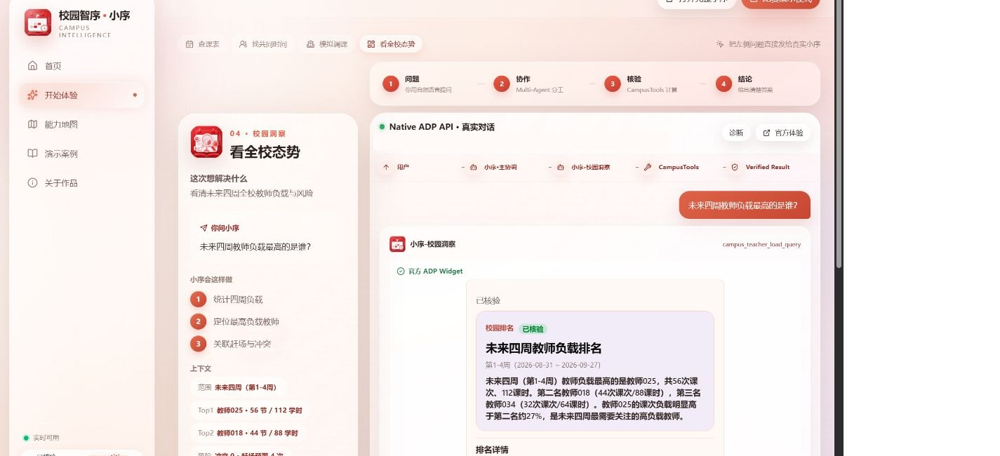 校园智序 • 小序
CAMPUS
INTELLIGENCE
首页
开始体验
能力地图
演示案例
关于作品
实时可用
查课表
找共同时间
模拟调课
看全校态势
把左侧问题直接发给真实小序
1
问题
你用自然语言提问
2
协作
Multi-Agent 分工
3
核验
CampusTools 计算
4
结论
给出清楚答案
04 • 校园洞察
看全校态势
这次想解决什么
看清未来四周全校教师负载与风险
你问小序
未来四周教师负载最高的是谁?
小序会这样做
1 统计四周负载
2 定位最高负载教师
3 关联赶场与冲突
上下文
范围 未来四周（第1-4周）
Top1 教师025 • 56 节 / 112 学时
Top2 教师018 • 44 节 / 88 学时
风险 冲突 0 • 赶场预警 4 次
Native ADP API • 真实对话
诊断
官方体验
用户
小序•主协调
小序-校园洞察
CampusTools
Verified Result
未来四周教师负载最高的是谁?
小序-校园洞察
campus_teacher_load_query
官方 ADP Widget
已核验
校园排名 已核验
未来四周教师负载排名
第1-4周（2026-08-31 ~ 2026-09-27）
未来四周（第1-4周）教师负载最高的是教师025，共56次课
次、112课时。第二名教师018（44次课次/88课时），第三名
教师034（32次课次/64课时）。教师025的课次负载明显高
于第二名约27%，是未来四周最需要关注的高负载教师。
排名详情